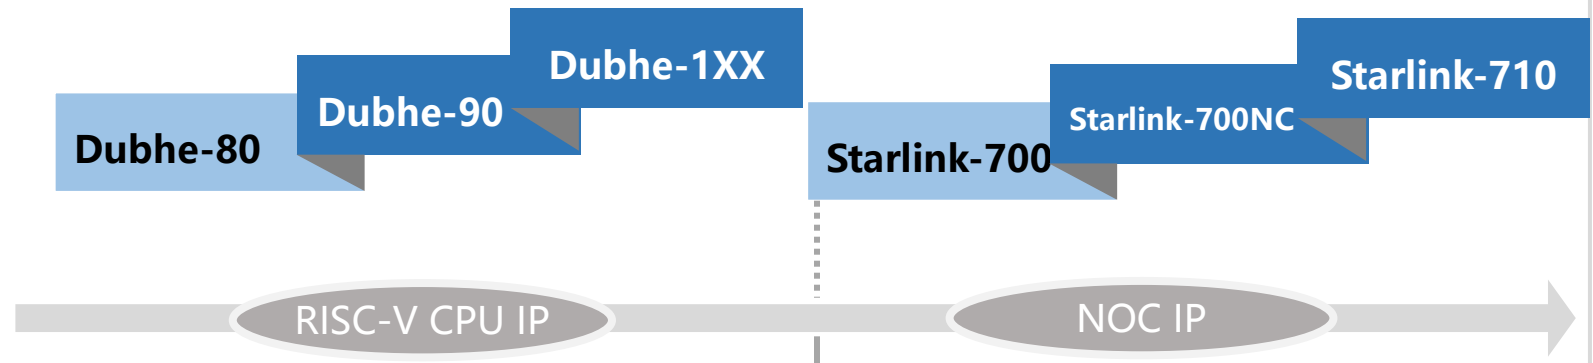 Dubhe-80
Dubhe-90
Dubhe-1XX
Starlink-700
Starlink-700NC
Starlink-710
RISC-V CPU IP
NOC IP